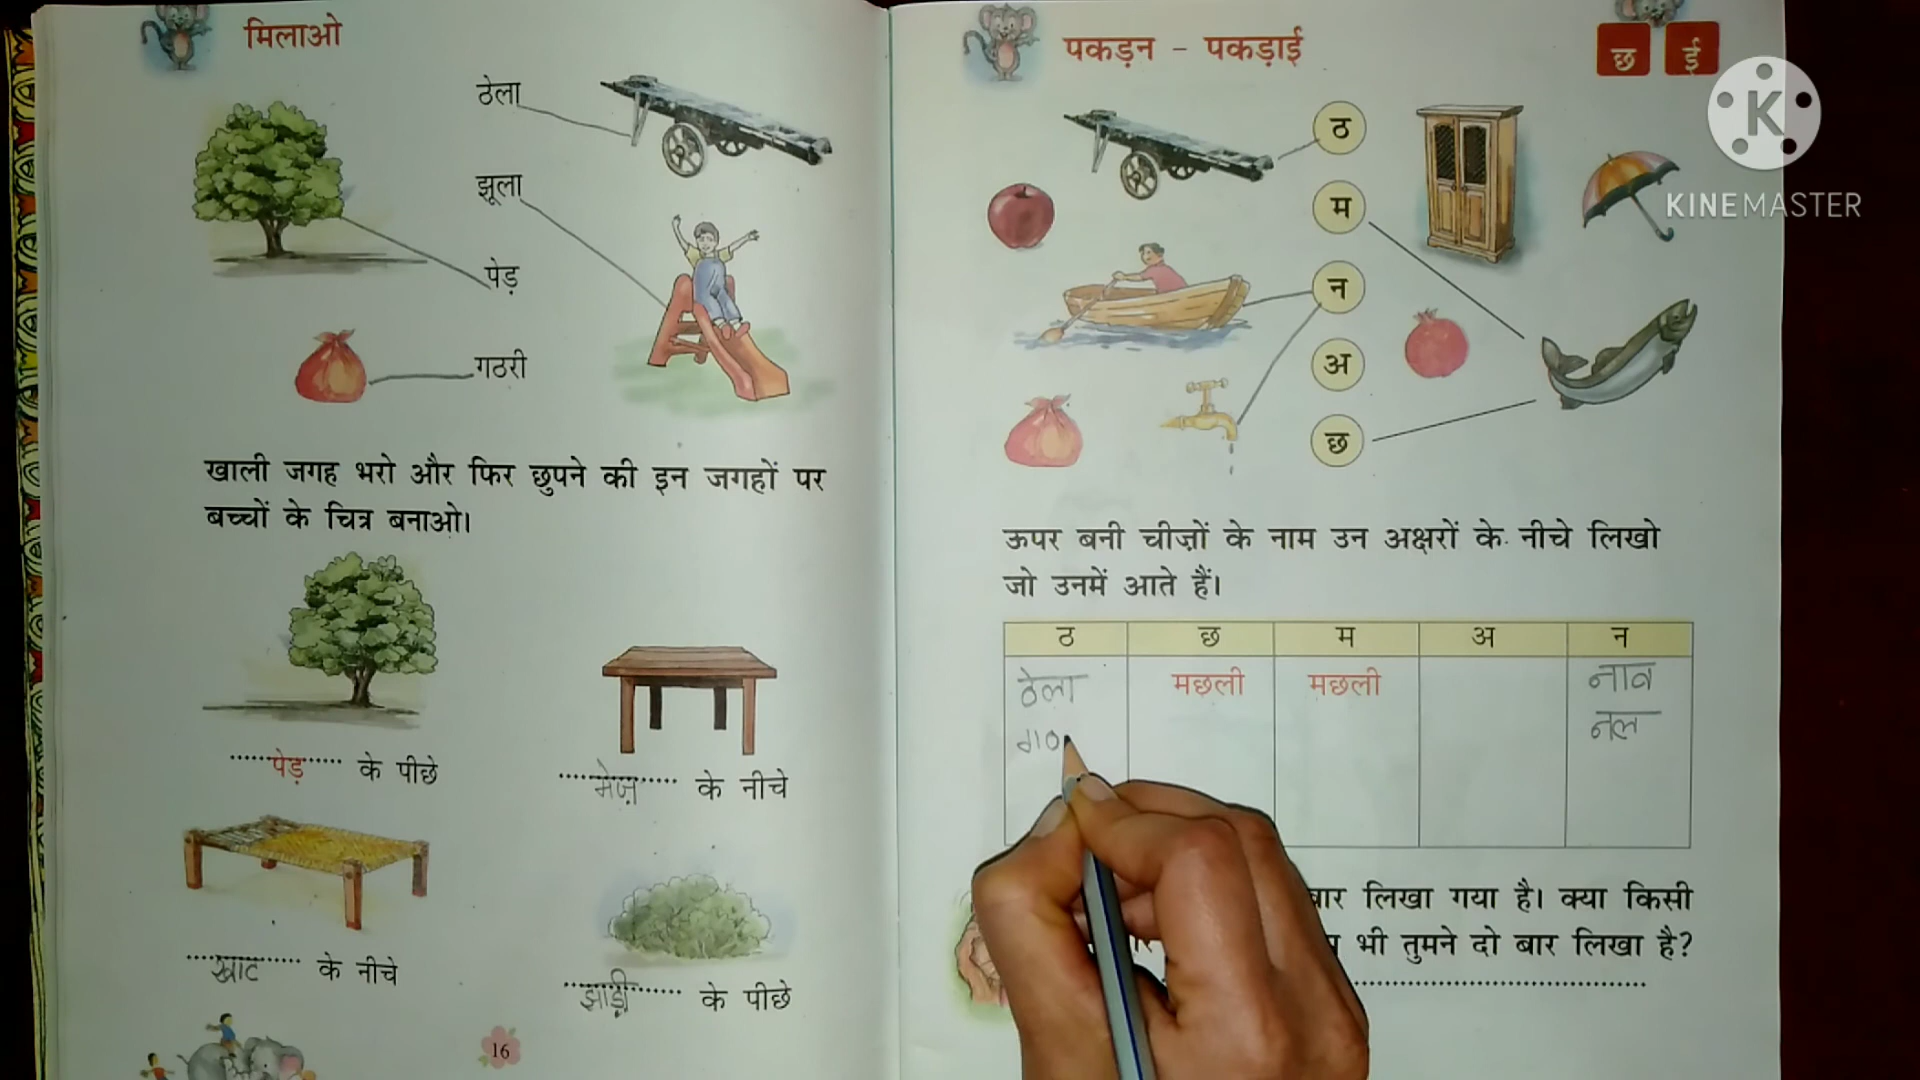 मिलाओ
ठेला
झूला
पेड़
गठरी
खाली जगह भरो और फिर छुपने की इन जगहों पर
बच्चों के चित्र बनाओ।
पेड़ के पीछे
मेज़ के नीचे
खाट के नीचे
झाड़ी के पीछे
16
पकड़न - पकड़ाई
छ ई
ठ
म
न
अ
छ
ऊपर बनी चीज़ों के नाम उन अक्षरों के नीचे लिखो
जो उनमें आते हैं।
ठ छ म अ न
ठेला मछली मछली नाव
गठ नल
बार लिखा गया है। क्या किसी
भी तुमने दो बार लिखा है?
K
KINEMASTER